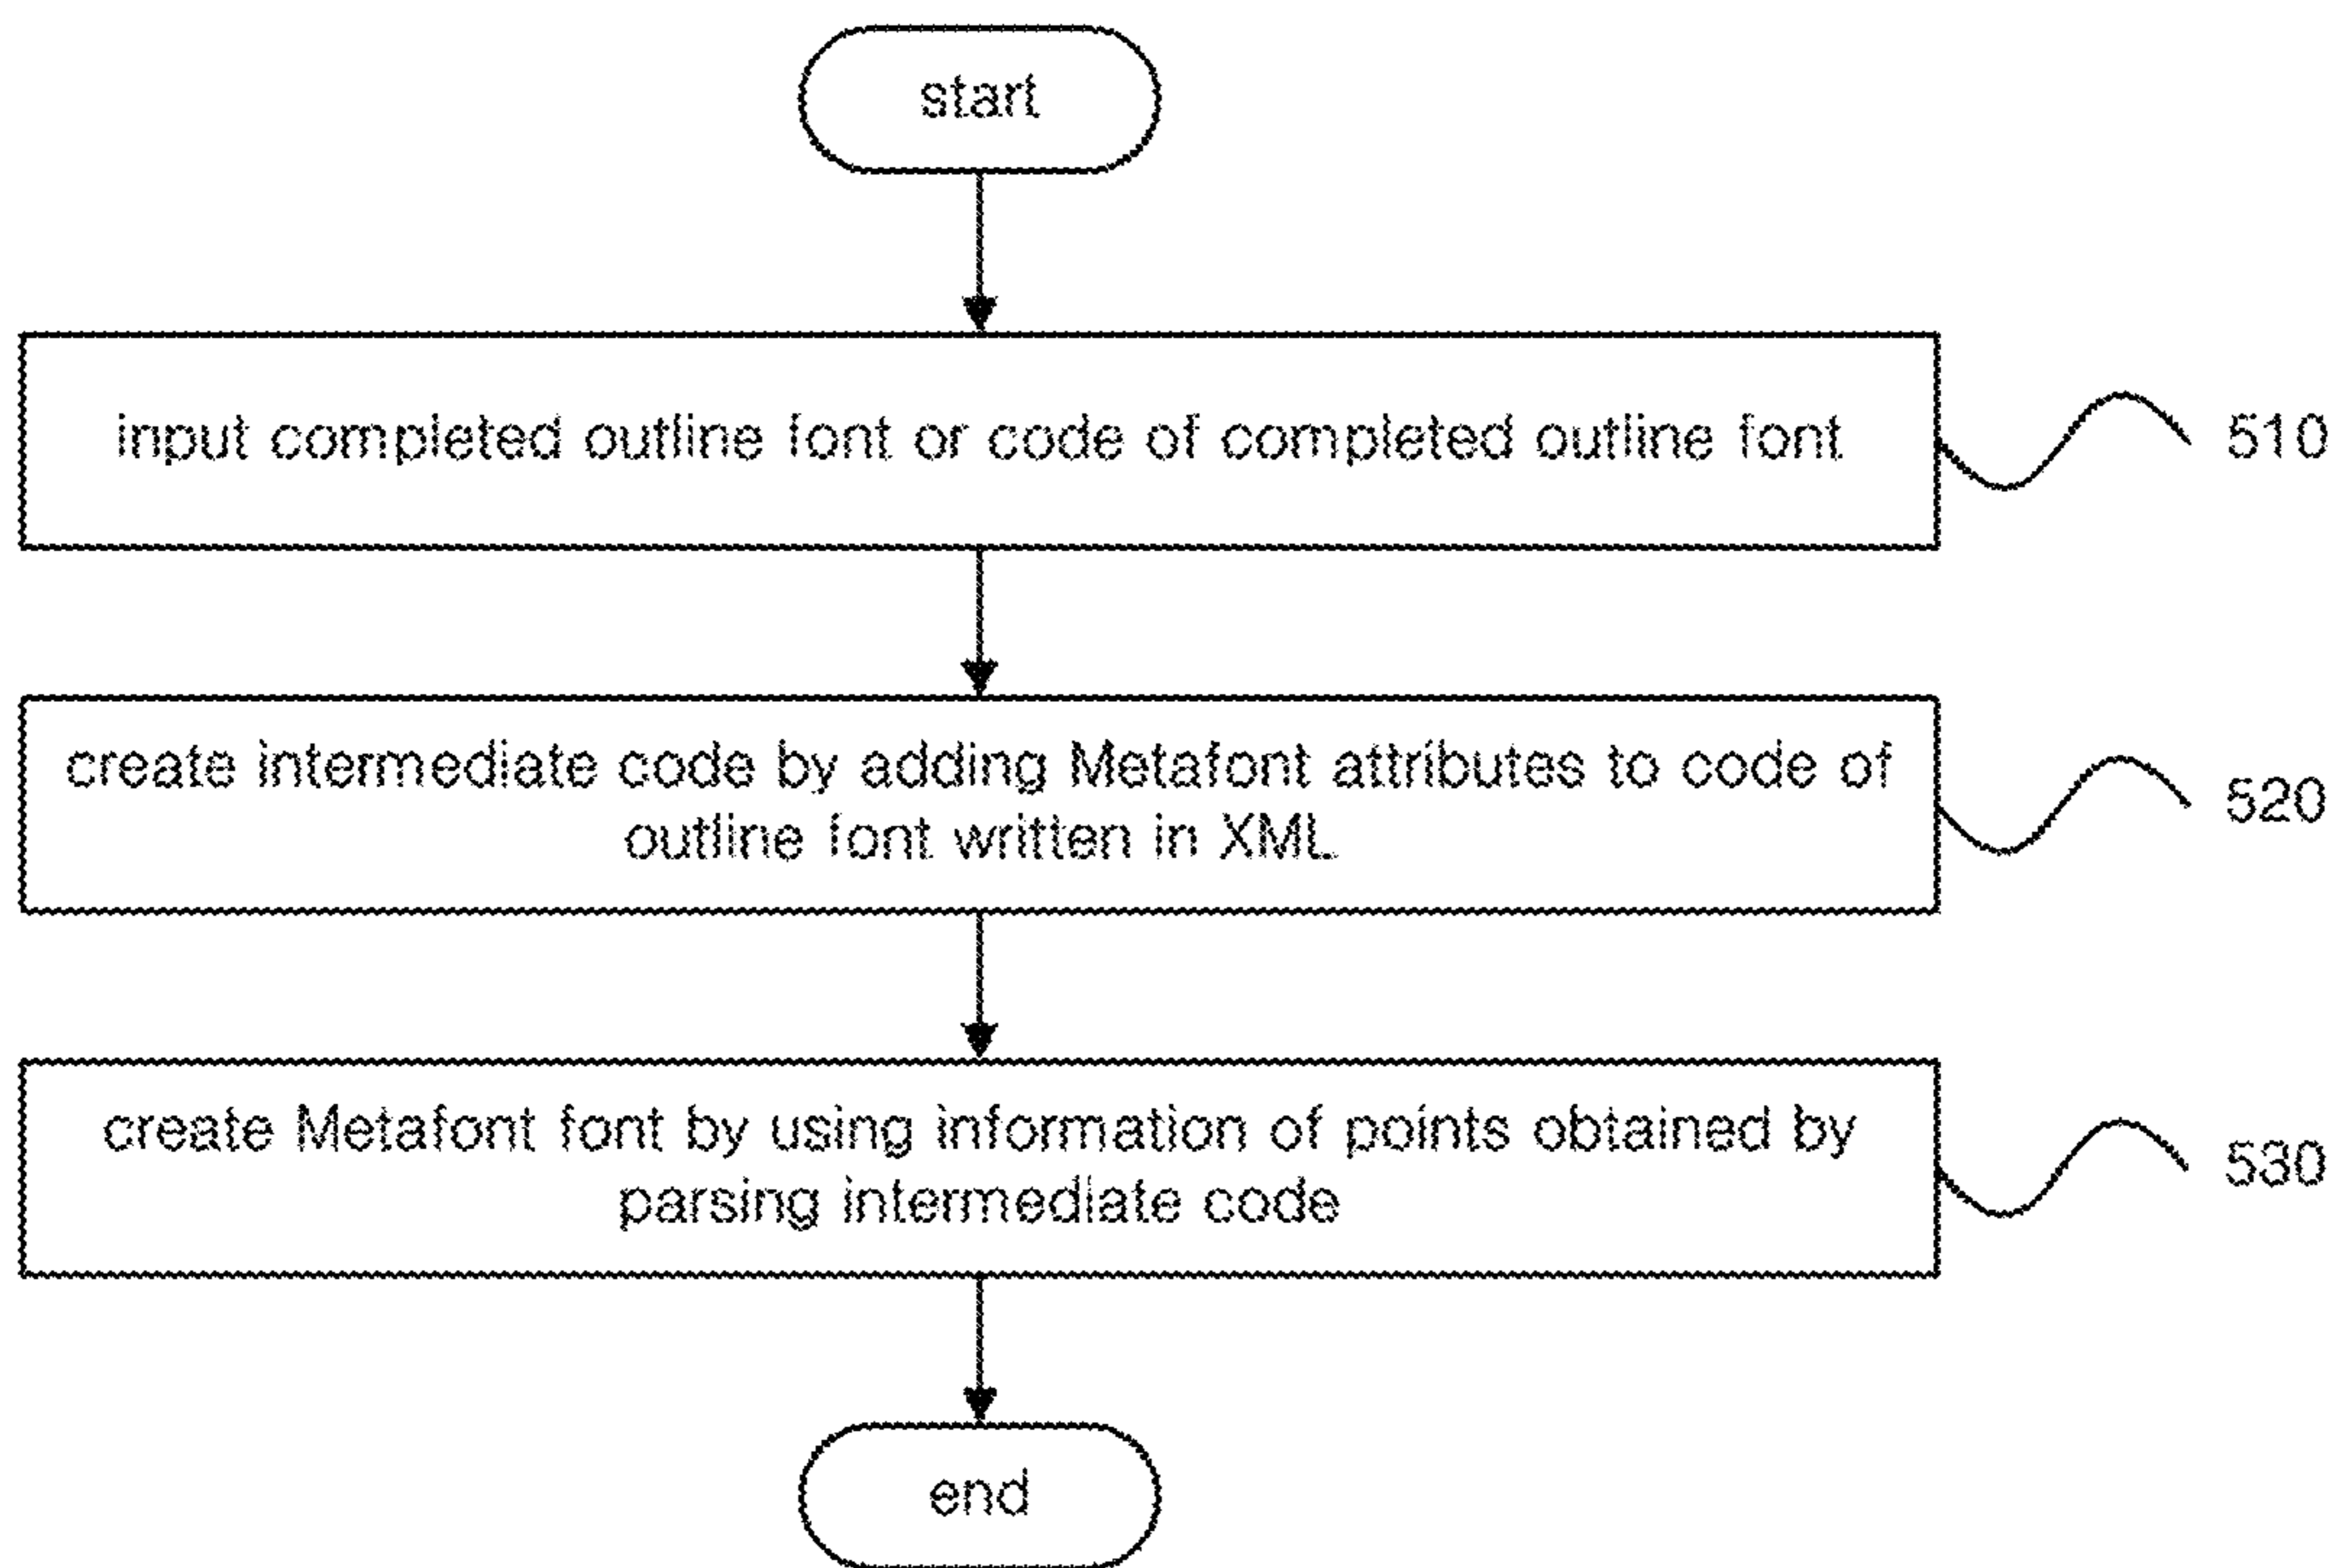 start
input completed outline font or code of completed outline font
510
create intermediate code by adding Metafont attributes to code of
outline font written in XML
520
create Metafont font by using information of points obtained by
parsing intermediate code
530
end